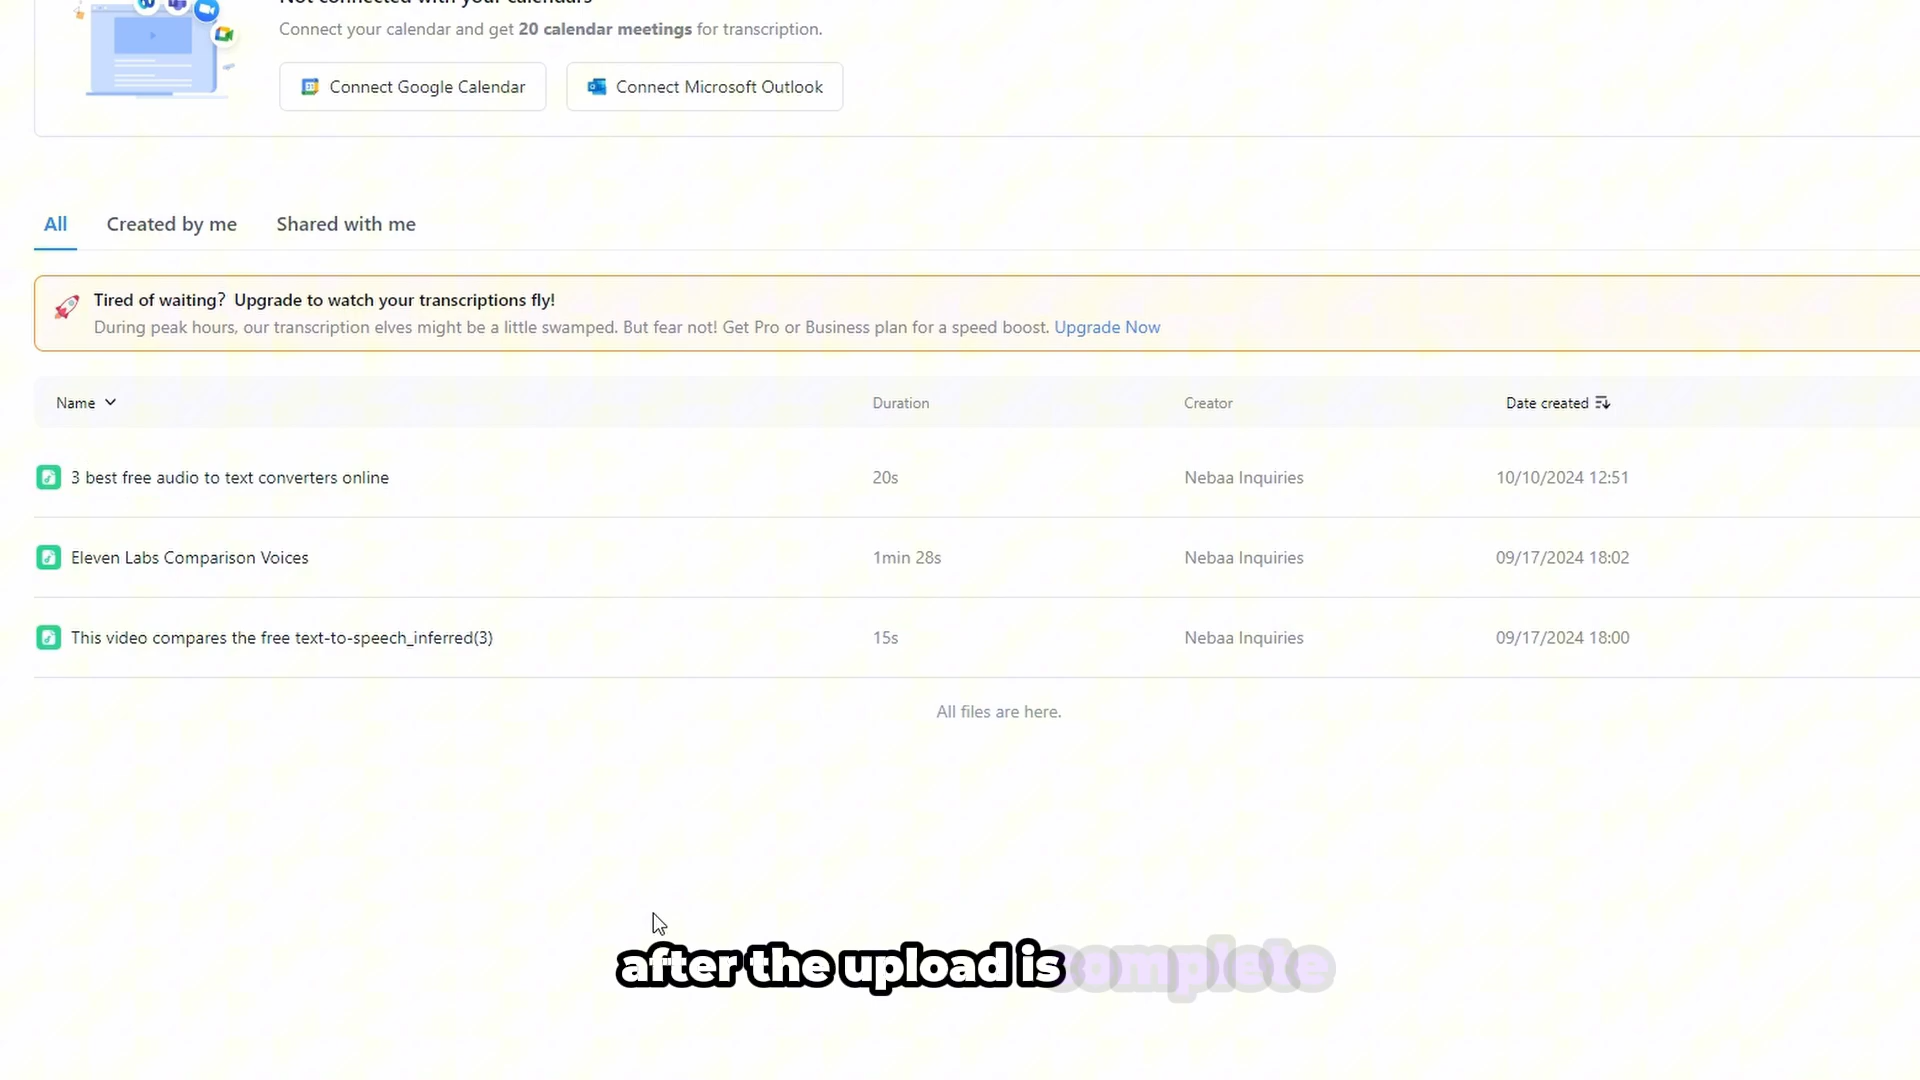 Not connected with your calendars
Connect your calendar and get 20 calendar meetings for transcription.
Connect Google Calendar
Connect Microsoft Outlook
All
Created by me
Shared with me
Tired of waiting? Upgrade to watch your transcriptions fly!
During peak hours, our transcription elves might be a little swamped. But fear not! Get Pro or Business plan for a speed boost. Upgrade Now
Name
Duration
Creator
Date created
3 best free audio to text converters online
20s
Nebaa Inquiries
10/10/2024 12:51
Eleven Labs Comparison Voices
1min 28s
Nebaa Inquiries
09/17/2024 18:02
This video compares the free text-to-speech_inferred(3)
15s
Nebaa Inquiries
09/17/2024 18:00
All files are here.
after the upload is complete